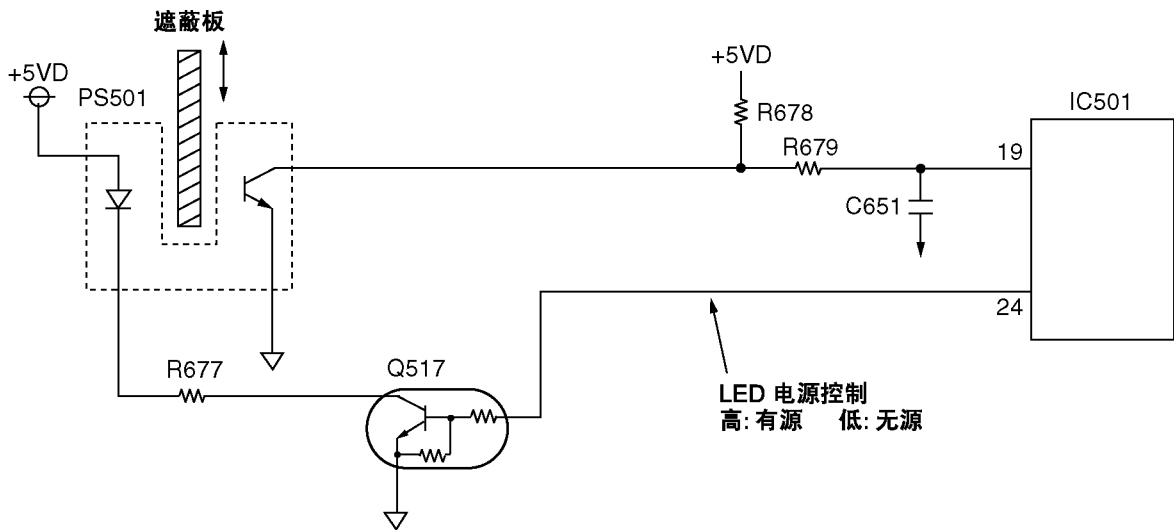 遮蔽板
+5VD
PS501
+5VD
R678
R679
IC501
19
C651
24
R677
Q517
LED 电源控制
高: 有源 低: 无源